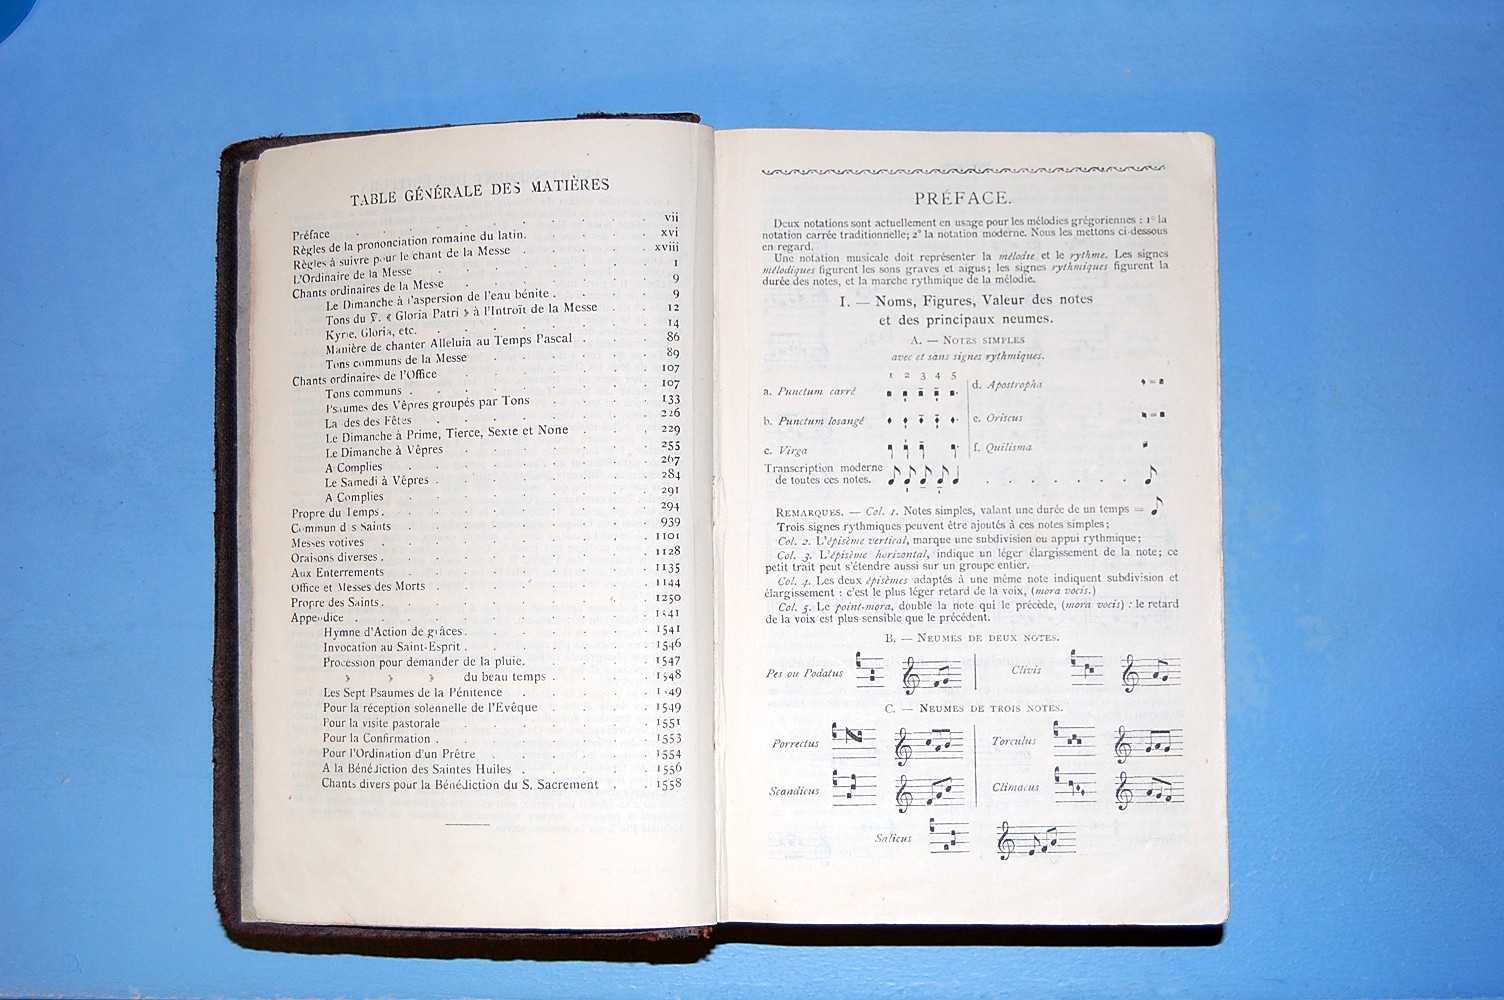 TABLE GÉNÉRALE DES MATIÈRES
Préface vii
Règles de la prononciation romaine du latin. xvi
Règles à suivre pour le chant de la Messe xviii
L'Ordinaire de la Messe 1
Chants ordinaires de la Messe 9
Le Dimanche à l'aspersion de l'eau bénite. 9
Tons du ℣. « Gloria Patri » à l'Introït de la Messe 12
Kyrie, Gloria, etc. 14
Manière de chanter Alleluia au Temps Pascal 86
Tons communs de la Messe 89
Chants ordinaires de l'Office 107
Tons communs. 107
Psaumes des Vêpres groupés par Tons 133
La des des Fêtes 226
Le Dimanche à Prime, Tierce, Sexte et None 229
Le Dimanche à Vêpres 255
A Complies 267
Le Samedi à Vêpres. 284
A Complies 291
Propre du Temps. 294
Commun d s Saints 939
Messes votives 1101
Oraisons diverses. 1128
Aux Enterrements 1135
Office et Messes des Morts. 1144
Propre des Saints. 1250
Appendice. 1541
Hymne d'Action de grâces. 1541
Invocation au Saint-Esprit. 1546
Procession pour demander de la pluie. 1547
» » » du beau temps. 1548
Les Sept Psaumes de la Pénitence 1 49
Pour la réception solennelle de l'Evêque 1549
Pour la visite pastorale 1551
Pour la Confirmation. 1553
Pour l'Ordination d'un Prêtre 1554
A la Bénédiction des Saintes Huiles. 1556
Chants divers pour la Bénédiction du S. Sacrement 1558
PRÉFACE.
Deux notations sont actuellement en usage pour les mélodies grégoriennes : 1° la
notation carrée traditionnelle; 2° la notation moderne. Nous les mettons ci-dessous
en regard.
Une notation musicale doit représenter la mélodie et le rythme. Les signes
mélodiques figurent les sons graves et aigus; les signes rythmiques figurent la
durée des notes, et la marche rythmique de la mélodie.
I. — Noms, Figures, Valeur des notes
et des principaux neumes.
A. — NOTES SIMPLES
avec et sans signes rythmiques.
1 2 3 4 5
a. Punctum carré d. Apostropha =
b. Punctum losangé e. Oriscus =
c. Virga f. Quilisma
Transcription moderne
de toutes ces notes.
REMARQUES. — Col. 1. Notes simples, valant une durée de un temps =
Trois signes rythmiques peuvent être ajoutés à ces notes simples;
Col. 2. L'épisème vertical, marque une subdivision ou appui rythmique;
Col. 3. L'épisème horizontal, indique un léger élargissement de la note; ce
petit trait peut s'étendre aussi sur un groupe entier.
Col. 4. Les deux épisèmes adaptés à une même note indiquent subdivision et
élargissement : c'est le plus léger retard de la voix, (mora vocis.)
Col. 5. Le point-mora, double la note qui le précède, (mora vocis) : le retard
de la voix est plus sensible que le précédent.
B. — NEUMES DE DEUX NOTES.
Pes ou Podatus Clivis
C. — NEUMES DE TROIS NOTES.
Porrectus Torculus
Scandicus Climacus
Salicus